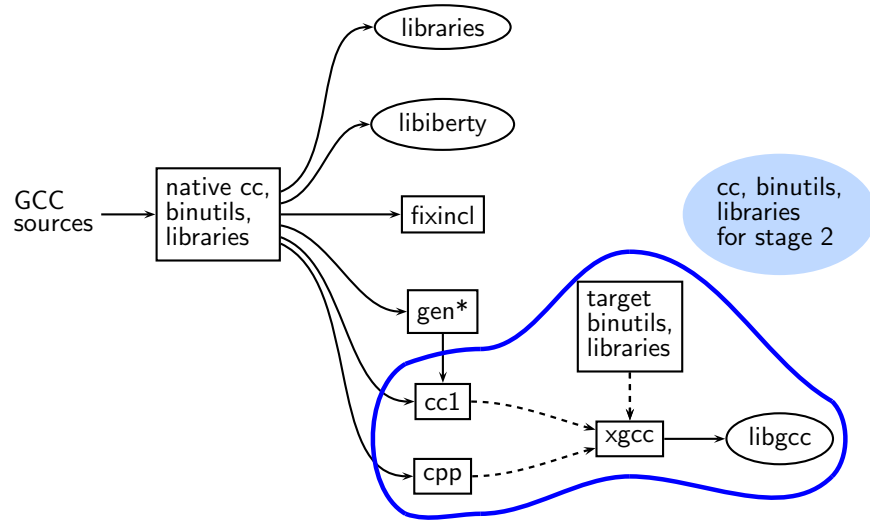 libraries
libiberty
GCC
sources
native cc,
binutils,
libraries
fixincl
cc, binutils,
libraries
for stage 2
gen*
target
binutils,
libraries
cc1
xgcc
libgcc
cpp